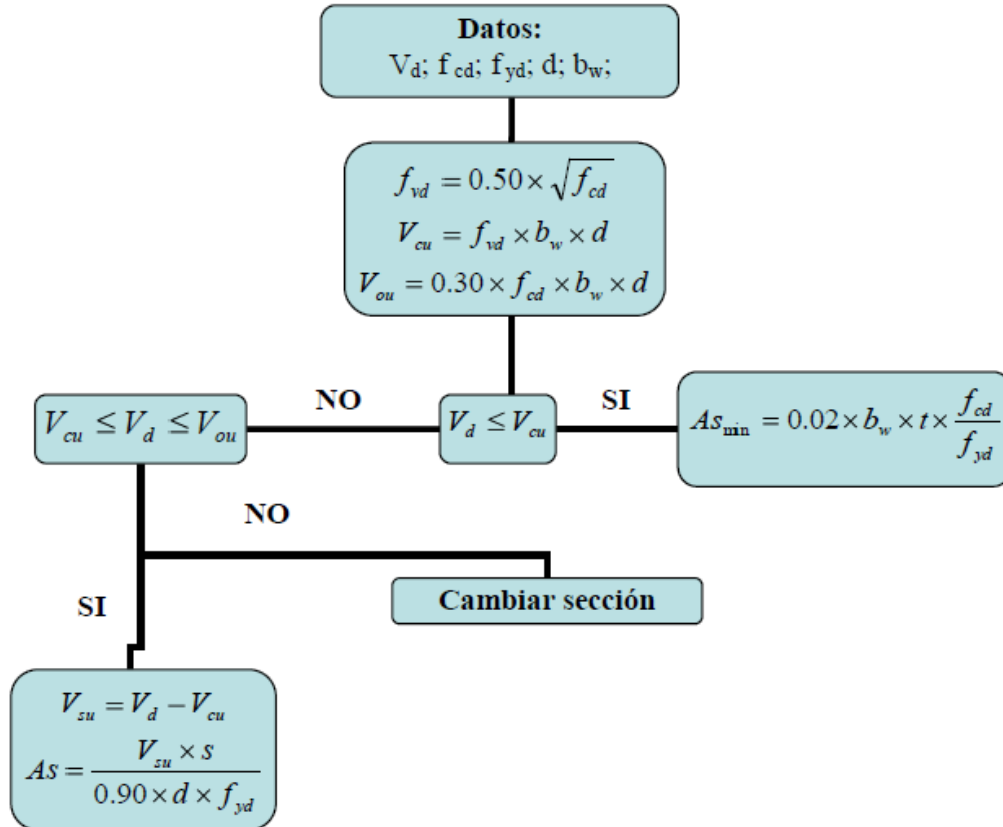 Datos:
V_d; f_cd; f_yd; d; b_w;
f_vd = 0.50 × √f_cd
V_cu = f_vd × b_w × d
V_ou = 0.30 × f_cd × b_w × d
V_cu ≤ V_d ≤ V_ou
NO
V_d ≤ V_cu
SI
As_min = 0.02 × b_w × t × f_cd / f_yd
NO
SI
Cambiar sección
V_su = V_d − V_cu
As = V_su × s / 0.90 × d × f_yd